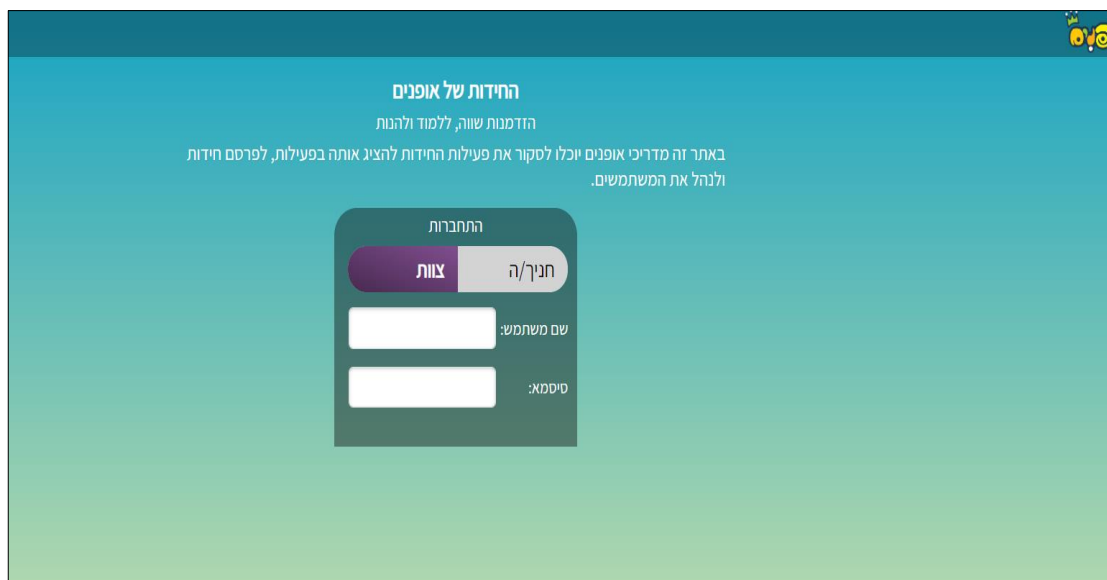 החידות של אופנים
הזדמנות שווה, ללמוד ולהנות
באתר זה מדריכי אופנים יוכלו לסקור את פעילות החידות להציג אותה בפעילות, לפרסם חידות
ולנהל את המשתמשים.
התחברות
חניך/ה צוות
שם משתמש:
סיסמא: